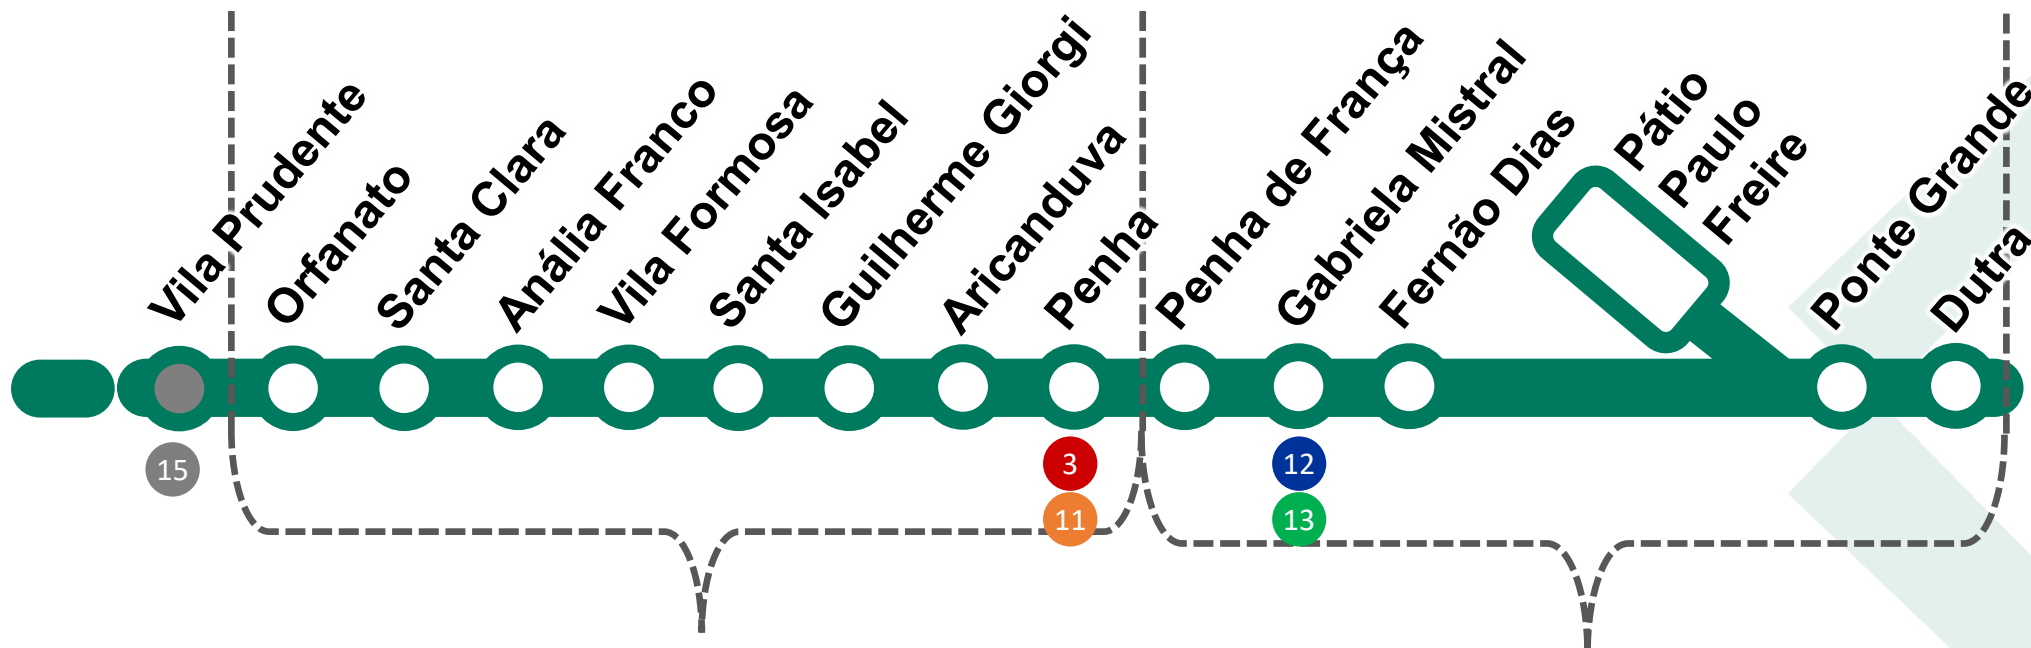 Vila Prudente
Orfanato
Santa Clara
Anália Franco
Vila Formosa
Santa Isabel
Guilherme Giorgi
Aricanduva
Penha
Penha de França
Gabriela Mistral
Fernão Dias
Pátio
Paulo
Freire
Ponte Grande
Dutra
15
3
11
12
13